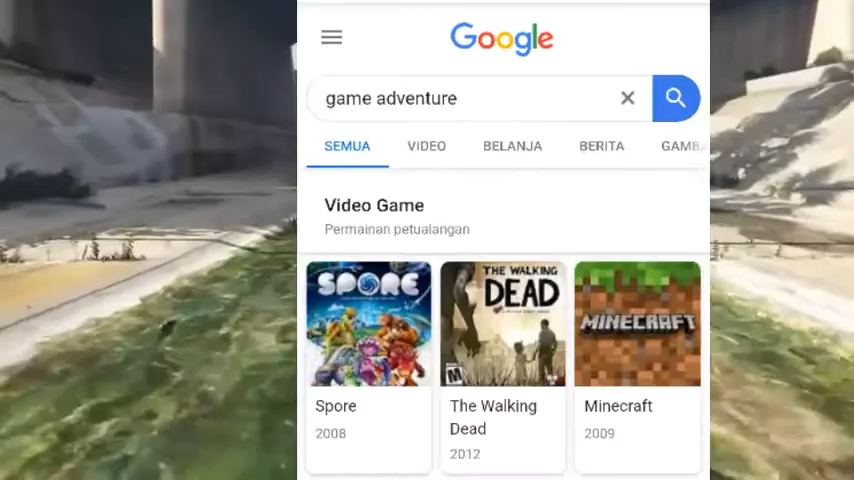 Google
game adventure
SEMUA VIDEO BELANJA BERITA GAMBA
Video Game
Permainan petualangan
SPORE
THE WALKING
DEAD
M
MINECRAFT
Spore
2008
The Walking
Dead
2012
Minecraft
2009